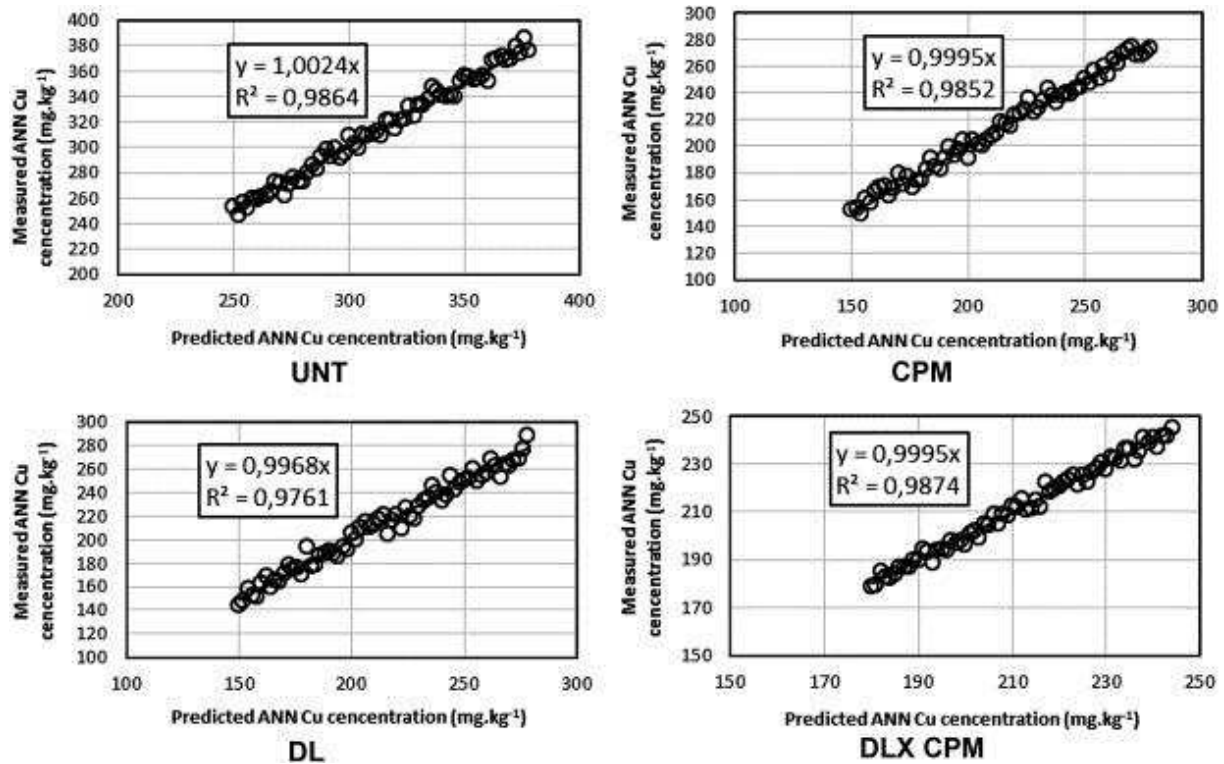 Measured ANN Cu
cencentration (mg.kg⁻¹)
400
380
360
340
320
300
280
260
240
220
200
y = 1,0024x
R² = 0,9864
200 250 300 350 400
Predicted ANN Cu concentration (mg.kg⁻¹)
UNT
Measured ANN Cu
cencentration (mg.kg⁻¹)
300
280
260
240
220
200
180
160
140
120
100
y = 0,9995x
R² = 0,9852
100 150 200 250 300
Predicted ANN Cu concentration (mg.kg⁻¹)
CPM
Measured ANN Cu
cencentration (mg.kg⁻¹)
300
280
260
240
220
200
180
160
140
120
100
y = 0,9968x
R² = 0,9761
100 150 200 250 300
Predicted ANN Cu concentration (mg.kg⁻¹)
DL
Measured ANN Cu
cencentration (mg.kg⁻¹)
250
230
210
190
170
150
y = 0,9995x
R² = 0,9874
150 170 190 210 230 250
Predicted ANN Cu concentration (mg.kg⁻¹)
DLX CPM